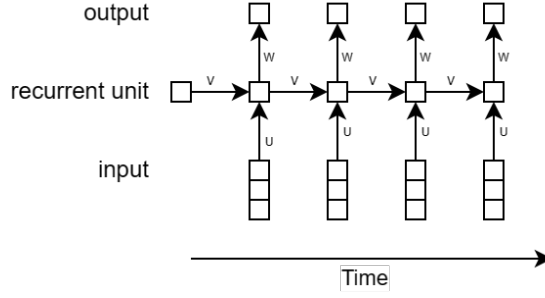 output
W W W W
recurrent unit
V V V V
U U U U
input
Time